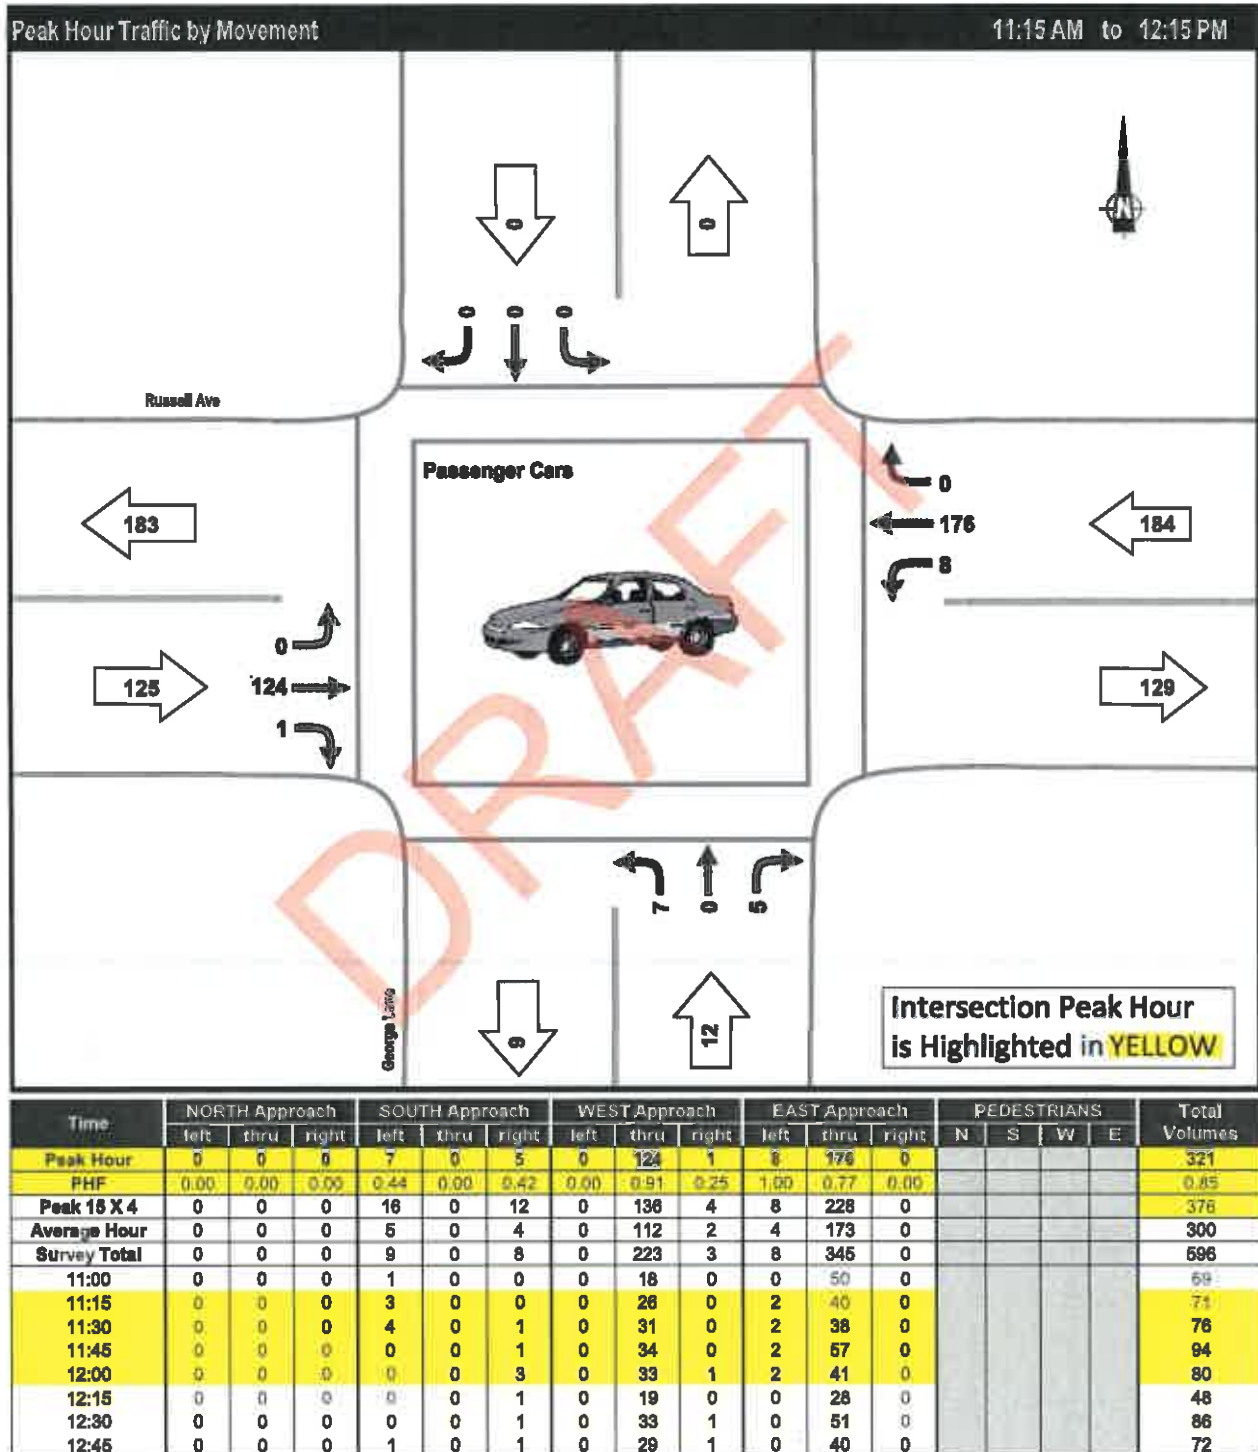 Peak Hour Traffic by Movement 11:15 AM to 12:15 PM
0 0
0 0 0
N
Russell Ave
Passenger Cars
0
183 176 184
8
0
125 124 129
1
DRAFT
7 0 5
George Lane
9 12
Intersection Peak Hour
is Highlighted in YELLOW
Time NORTH Approach SOUTH Approach WEST Approach EAST Approach PEDESTRIANS Total
left thru right left thru right left thru right left thru right N S W E Volumes
Peak Hour 0 0 0 7 0 5 0 124 1 8 176 0 321
PHF 0.00 0.00 0.00 0.44 0.00 0.42 0.00 0.91 0.25 1.00 0.77 0.00 0.85
Peak 15 X 4 0 0 0 16 0 12 0 136 4 8 228 0 376
Average Hour 0 0 0 5 0 4 0 112 2 4 173 0 300
Survey Total 0 0 0 9 0 8 0 223 3 8 345 0 596
11:00 0 0 0 1 0 0 0 18 0 0 50 0 69
11:15 0 0 0 3 0 0 0 26 0 2 40 0 71
11:30 0 0 0 4 0 1 0 31 0 2 38 0 76
11:45 0 0 0 0 0 1 0 34 0 2 57 0 94
12:00 0 0 0 0 0 3 0 33 1 2 41 0 80
12:15 0 0 0 0 0 1 0 19 0 0 28 0 48
12:30 0 0 0 0 0 1 0 33 1 0 51 0 86
12:45 0 0 0 1 0 1 0 29 1 0 40 0 72